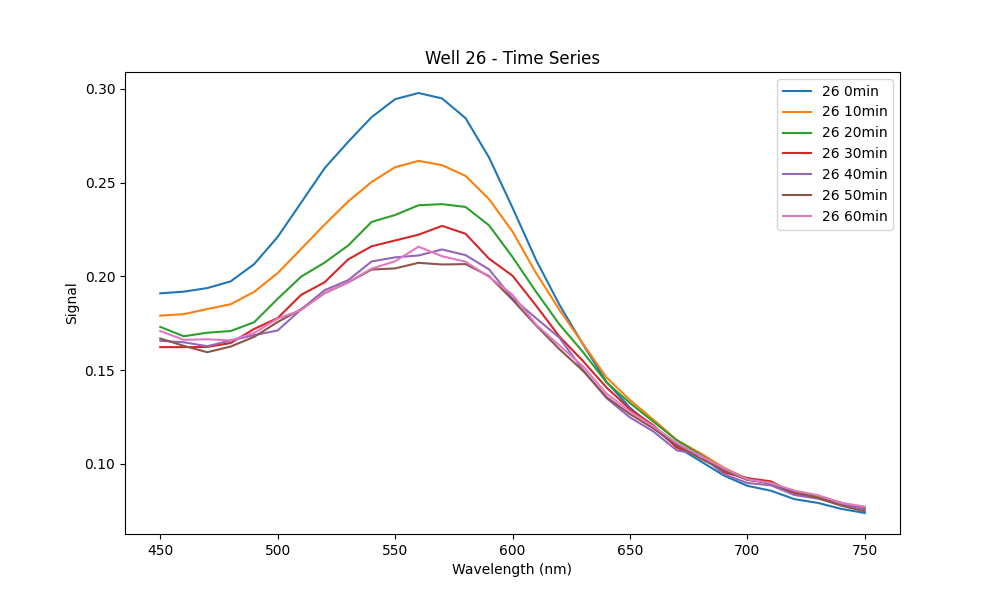 Well 26 - Time Series
Signal
0.30
0.25
0.20
0.15
0.10
26 0min
26 10min
26 20min
26 30min
26 40min
26 50min
26 60min
450 500 550 600 650 700 750
Wavelength (nm)